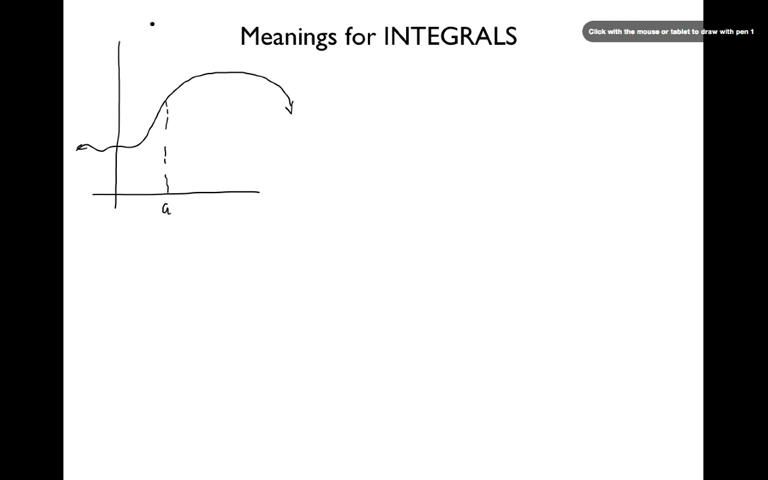 Meanings for INTEGRALS
Click with the mouse or tablet to draw with pen 1
a